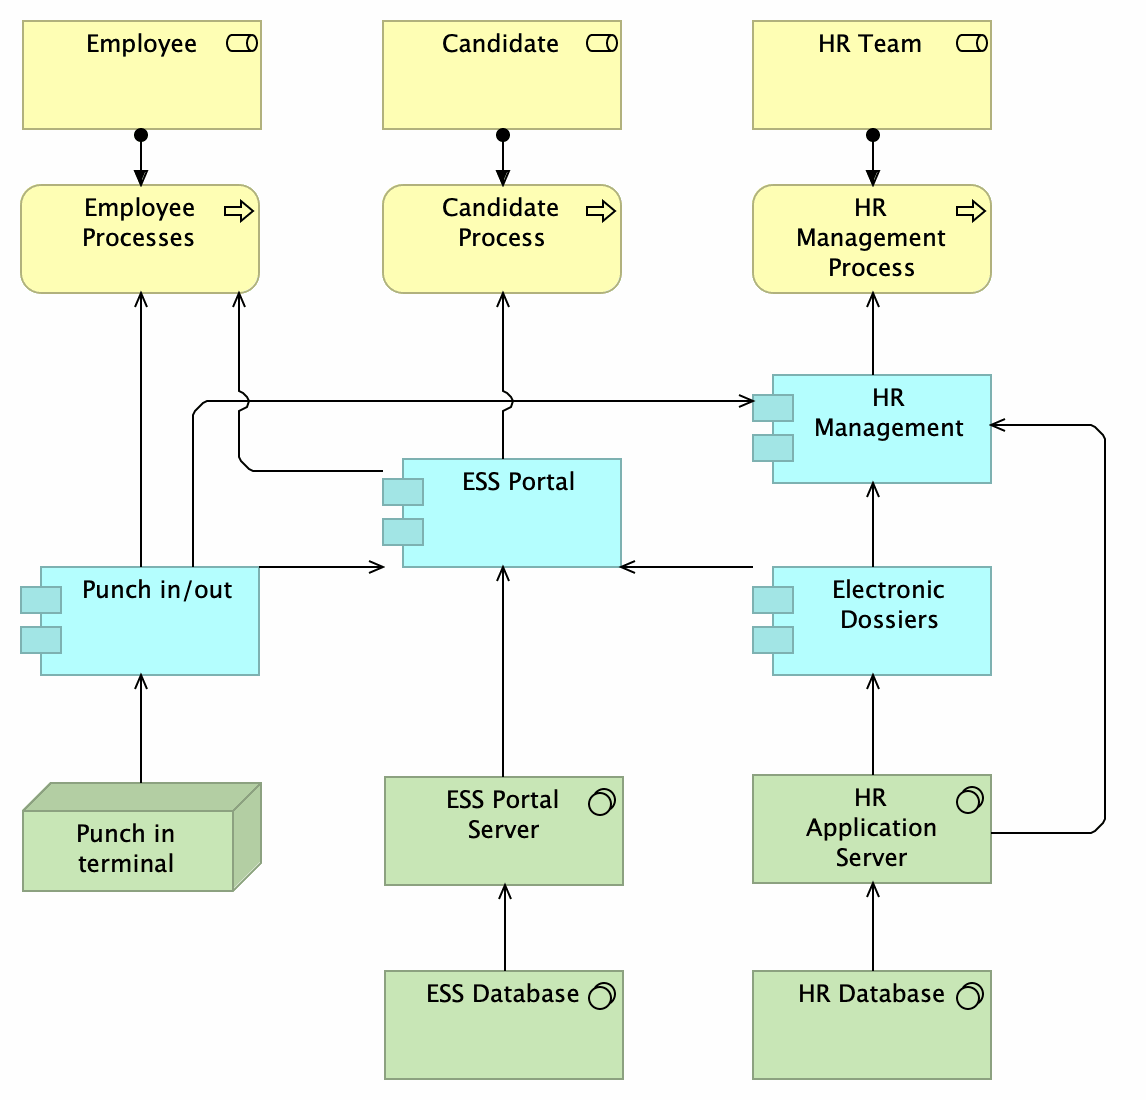 Employee
Candidate
HR Team
Employee
Processes
Candidate
Process
HR
Management
Process
HR
Management
ESS Portal
Punch in/out
Electronic
Dossiers
Punch in
terminal
ESS Portal
Server
HR
Application
Server
ESS Database
HR Database